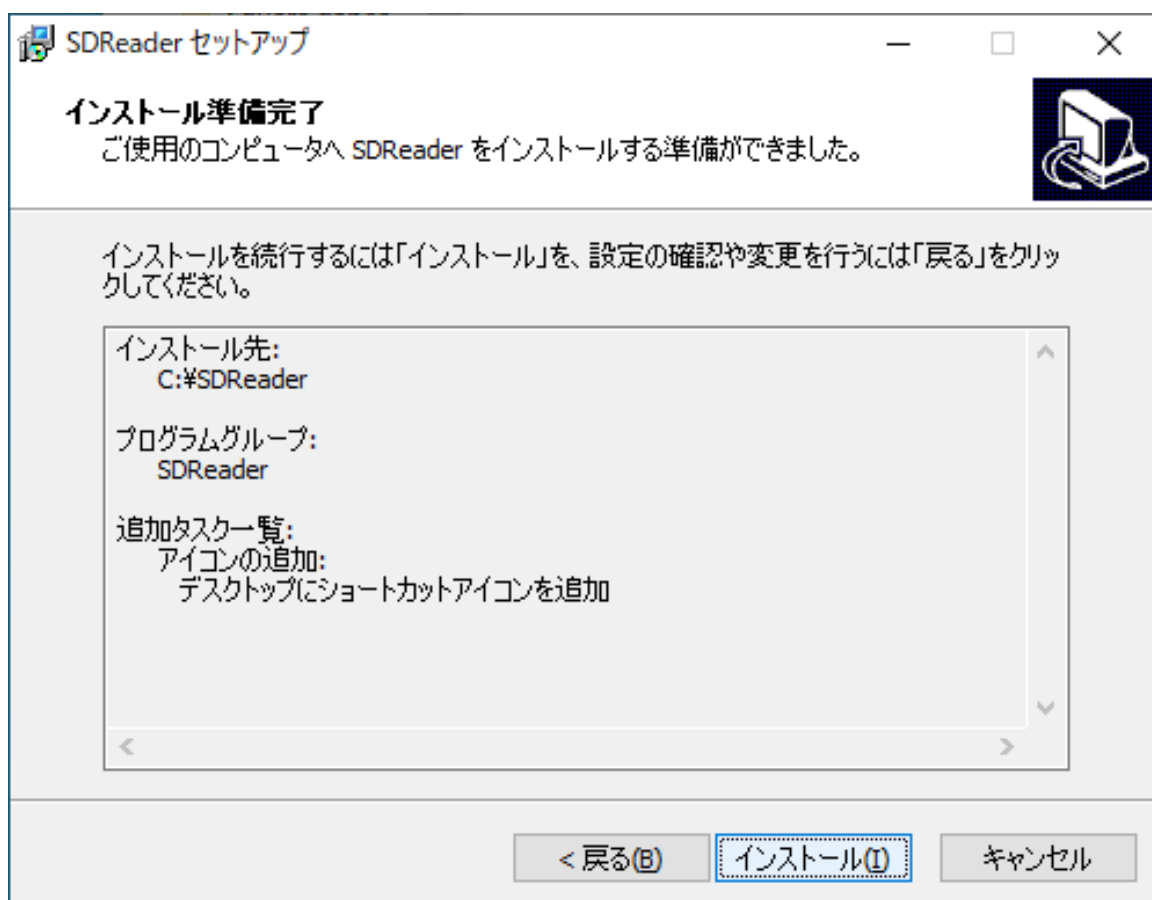 SDReader セットアップ
インストール準備完了
ご使用のコンピュータへ SDReader をインストールする準備ができました。
インストールを続行するには「インストール」を、設定の確認や変更を行うには「戻る」をクリッ
クしてください。
インストール先:
C:¥SDReader
プログラムグループ:
SDReader
追加タスク一覧:
アイコンの追加:
デスクトップにショートカットアイコンを追加
< 戻る(B)
インストール(I)
キャンセル